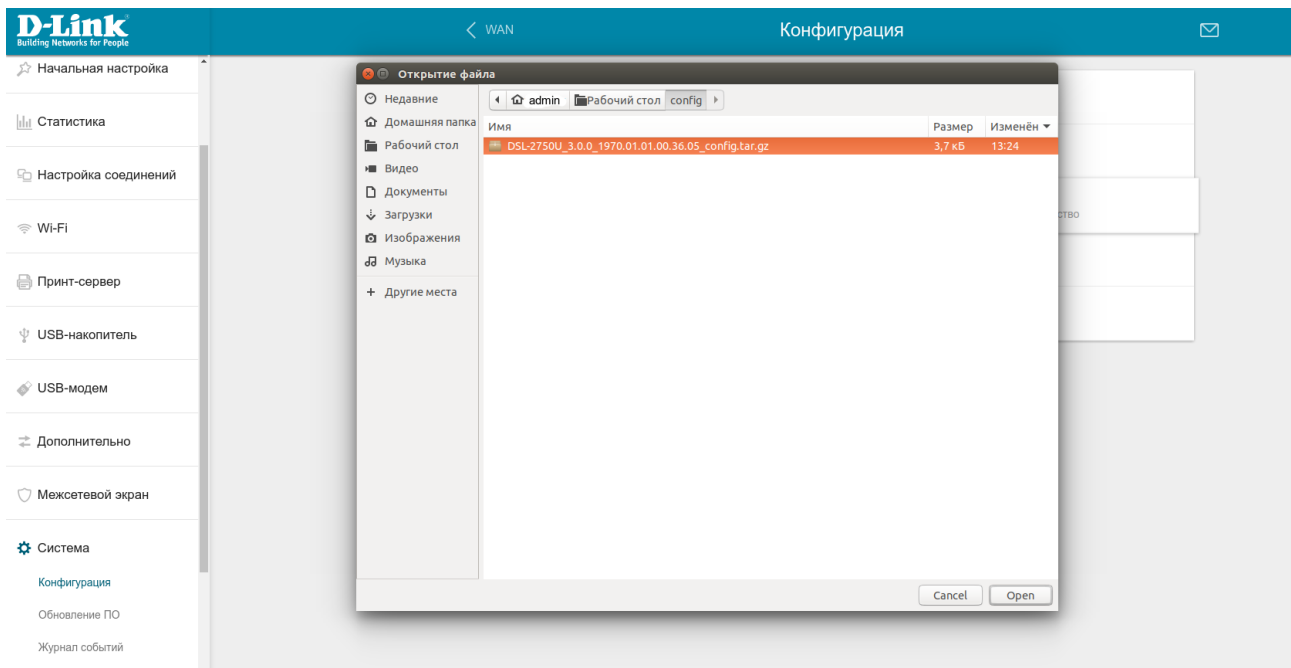 D-Link
Building Networks for People
WAN
Конфигурация
Начальная настройка
Статистика
Настройка соединений
Wi-Fi
Принт-сервер
USB-накопитель
USB-модем
Дополнительно
Межсетевой экран
Система
Конфигурация
Обновление ПО
Журнал событий
Открытие файла
Недавние
Домашняя папка
Рабочий стол
Видео
Документы
Загрузки
Изображения
Музыка
+ Другие места
admin Рабочий стол config
Имя Размер Изменён
DSL-2750U_3.0.0_1970.01.01.00.36.05_config.tar.gz 3,7 кБ 13:24
ство
Cancel Open